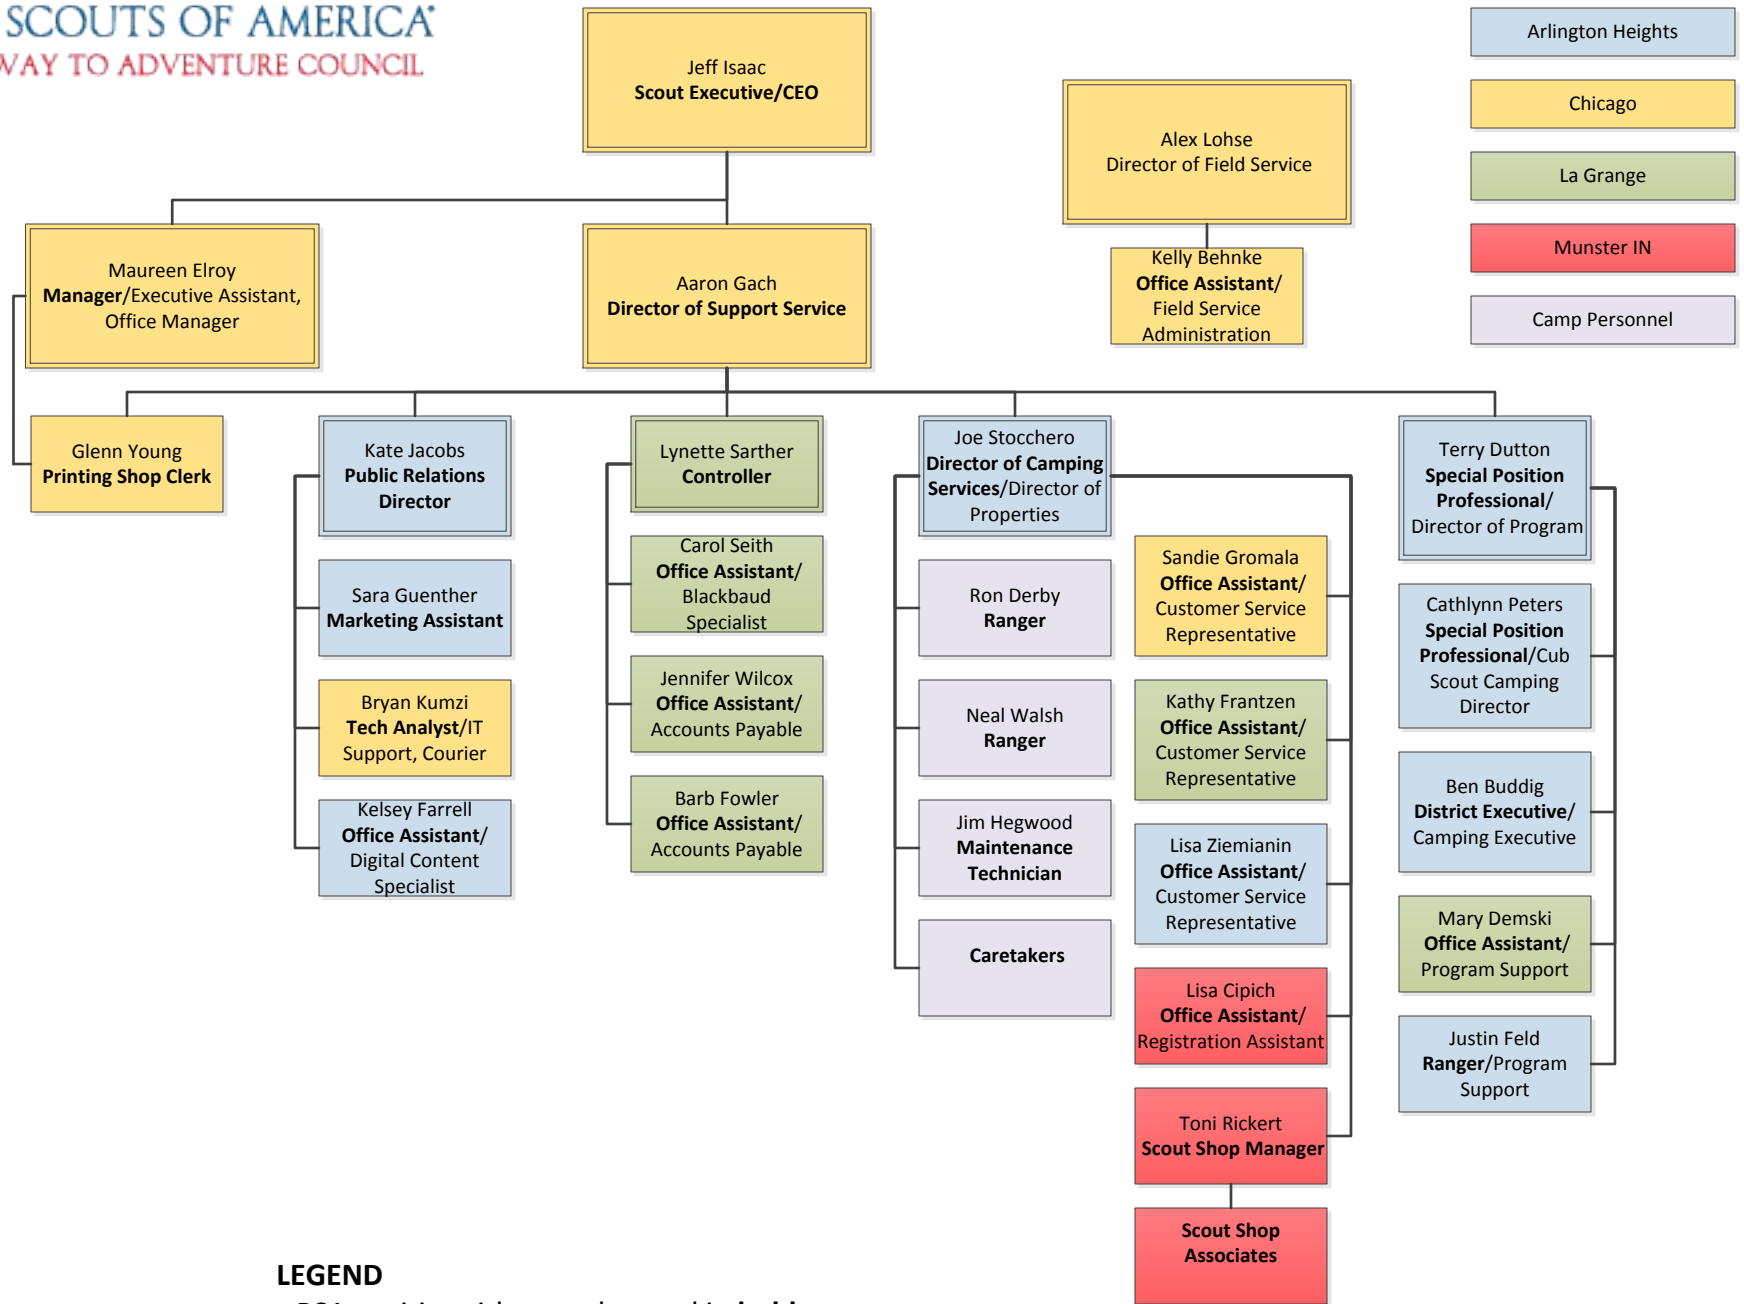 SCOUTS OF AMERICA
WAY TO ADVENTURE COUNCIL
Jeff Isaac
Scout Executive/CEO
Alex Lohse
Director of Field Service
Arlington Heights
Chicago
La Grange
Munster IN
Camp Personnel
Maureen Elroy
Manager/Executive Assistant,
Office Manager
Aaron Gach
Director of Support Service
Kelly Behnke
Office Assistant/
Field Service
Administration
Glenn Young
Printing Shop Clerk
Kate Jacobs
Public Relations
Director
Sara Guenther
Marketing Assistant
Bryan Kumzi
Tech Analyst/IT
Support, Courier
Kelsey Farrell
Office Assistant/
Digital Content
Specialist
Lynette Sarther
Controller
Carol Seith
Office Assistant/
Blackbaud
Specialist
Jennifer Wilcox
Office Assistant/
Accounts Payable
Barb Fowler
Office Assistant/
Accounts Payable
Joe Stocchero
Director of Camping
Services/Director of
Properties
Ron Derby
Ranger
Neal Walsh
Ranger
Jim Hegwood
Maintenance
Technician
Caretakers
Sandie Gromala
Office Assistant/
Customer Service
Representative
Kathy Frantzen
Office Assistant/
Customer Service
Representative
Lisa Ziemianin
Office Assistant/
Customer Service
Representative
Lisa Cipich
Office Assistant/
Registration Assistant
Toni Rickert
Scout Shop Manager
Scout Shop
Associates
Terry Dutton
Special Position
Professional/
Director of Program
Cathlynn Peters
Special Position
Professional/Cub
Scout Camping
Director
Ben Buddig
District Executive/
Camping Executive
Mary Demski
Office Assistant/
Program Support
Justin Feld
Ranger/Program
Support
LEGEND